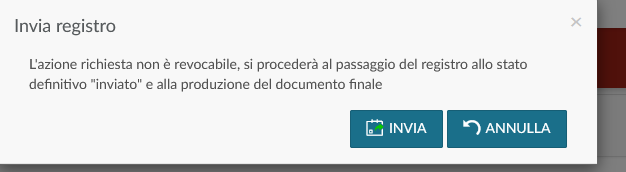 Invia registro
×
L'azione richiesta non è revocabile, si procederà al passaggio del registro allo stato
definitivo "inviato" e alla produzione del documento finale
INVIA
ANNULLA